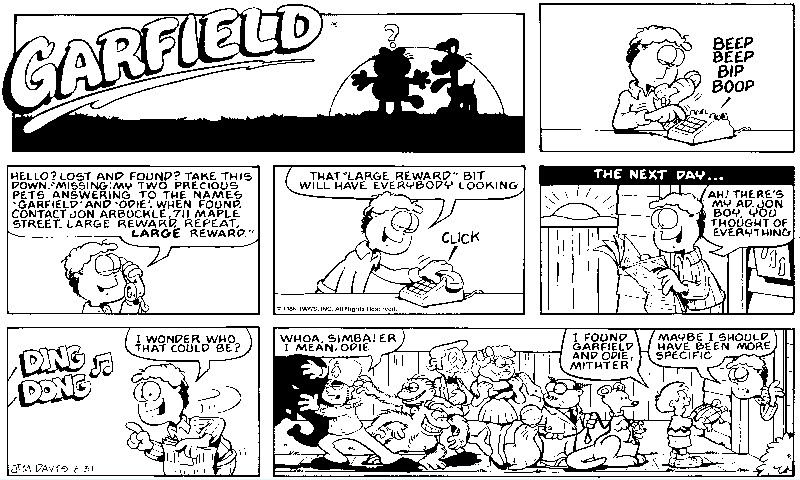 GARFIELD
?
BEEP
BEEP
BIP
BOOP
HELLO? LOST AND FOUND? TAKE THIS
DOWN. "MISSING: MY TWO PRECIOUS
PETS ANSWERING TO THE NAMES
'GARFIELD' AND 'ODIE'. WHEN FOUND
CONTACT JON ARBUCKLE, 711 MAPLE
STREET. LARGE REWARD. REPEAT,
LARGE REWARD."
THAT "LARGE REWARD" BIT
WILL HAVE EVERYBODY LOOKING
CLICK
THE NEXT DAY...
AH! THERE'S
MY AD. JON
BOY, YOU
THOUGHT OF
EVERYTHING
DING
DONG
I WONDER WHO
THAT COULD BE?
JIM DAVIS 8-31
WHOA, SIMBA! ER
I MEAN, ODIE
I FOUND
GARFIELD
AND ODIE,
MITHTER
MAYBE I SHOULD
HAVE BEEN MORE
SPECIFIC